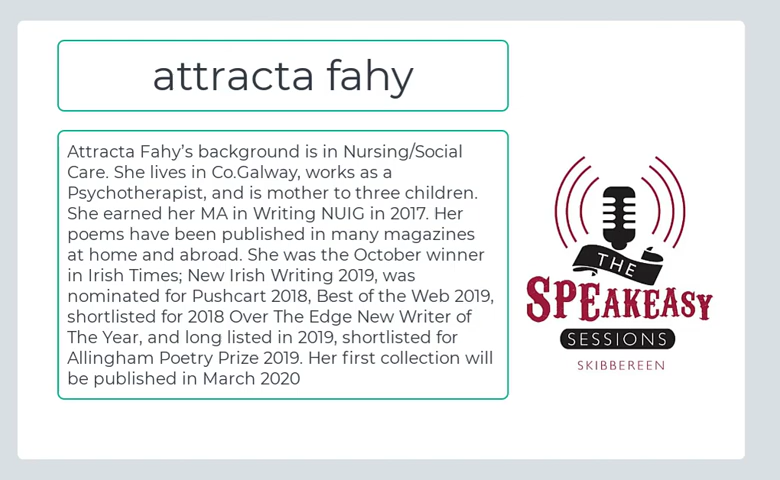 attracta fahy
Attracta Fahy's background is in Nursing/Social
Care. She lives in Co.Galway, works as a
Psychotherapist, and is mother to three children.
She earned her MA in Writing NUIG in 2017. Her
poems have been published in many magazines
at home and abroad. She was the October winner
in Irish Times; New Irish Writing 2019, was
nominated for Pushcart 2018, Best of the Web 2019,
shortlisted for 2018 Over The Edge New Writer of
The Year, and long listed in 2019, shortlisted for
Allingham Poetry Prize 2019. Her first collection will
be published in March 2020
THE
SPEAKEASY
SESSIONS
SKIBBEREEN